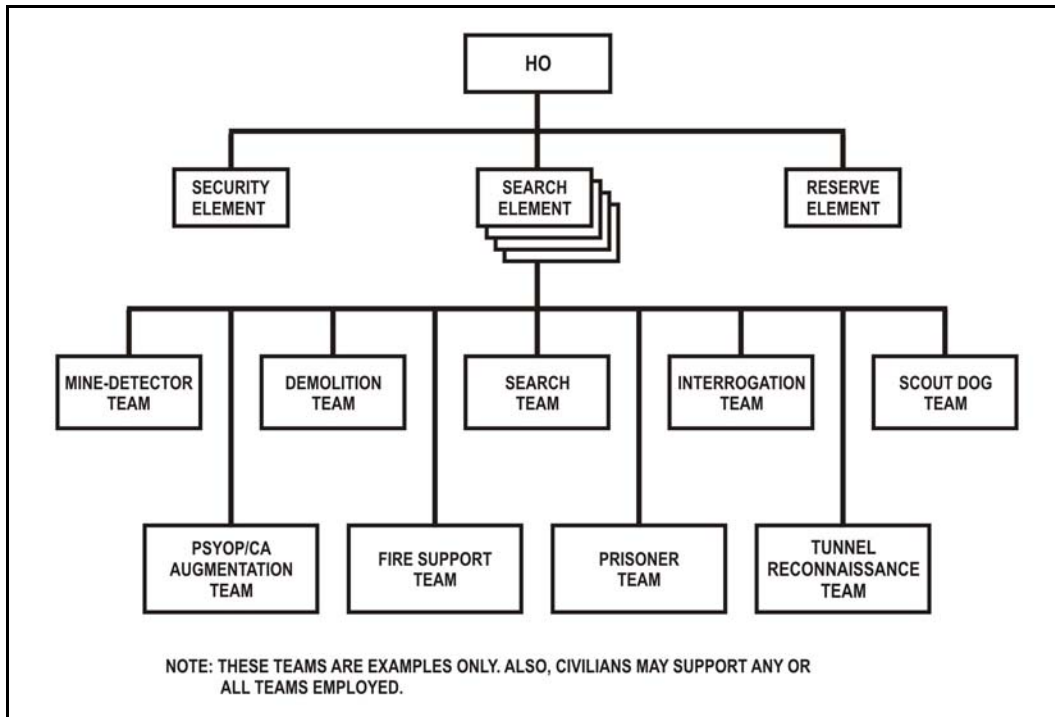 HO
SECURITY
ELEMENT
SEARCH
ELEMENT
RESERVE
ELEMENT
MINE-DETECTOR
TEAM
DEMOLITION
TEAM
SEARCH
TEAM
INTERROGATION
TEAM
SCOUT DOG
TEAM
PSYOP/CA
AUGMENTATION
TEAM
FIRE SUPPORT
TEAM
PRISONER
TEAM
TUNNEL
RECONNAISSANCE
TEAM
NOTE: THESE TEAMS ARE EXAMPLES ONLY. ALSO, CIVILIANS MAY SUPPORT ANY OR
ALL TEAMS EMPLOYED.